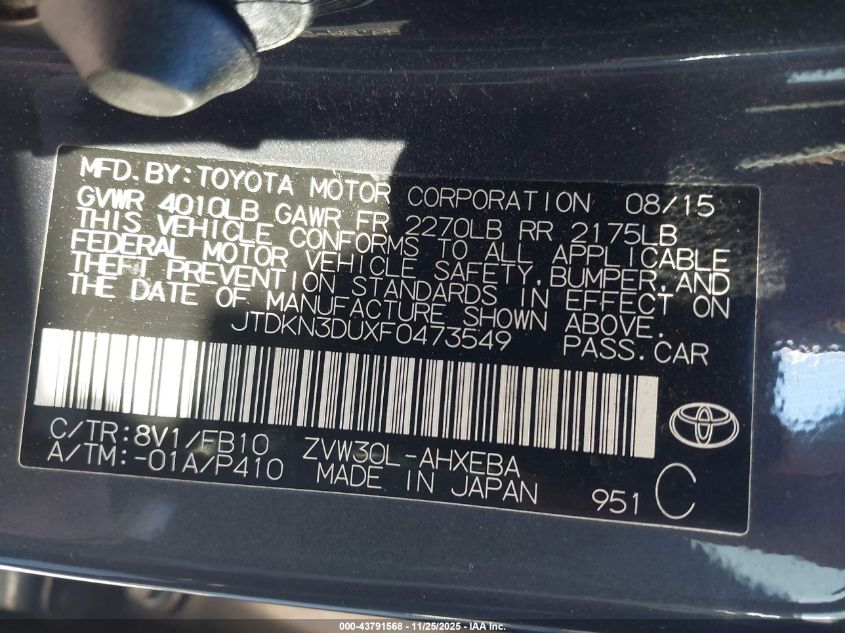 MFD. BY: TOYOTA MOTOR CORPORATION 08/15
GVWR 4010LB GAWR FR 2270LB RR 2175LB
THIS VEHICLE CONFORMS TO ALL APPLICABLE
FEDERAL MOTOR VEHICLE SAFETY, BUMPER, AND
THEFT PREVENTION STANDARDS IN EFFECT ON
THE DATE OF MANUFACTURE SHOWN ABOVE.
JTDKN3DUXF0473549 PASS. CAR
C/TR: 8V1/FB10 ZVW30L-AHXEBA
A/TM: -01A/P410 MADE IN JAPAN 951 C
000-43791568 - 11/25/2025 - IAA Inc.